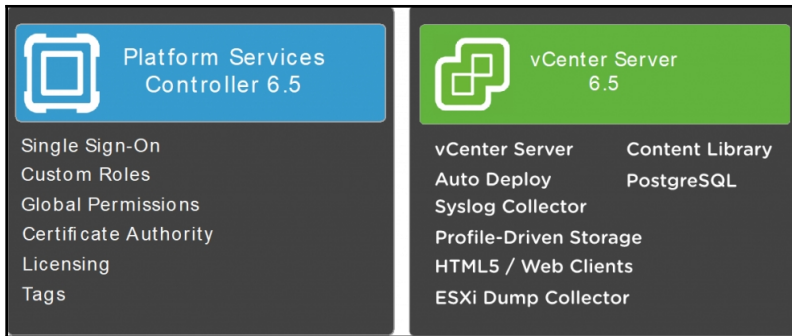 Platform Services
Controller 6.5
Single Sign-On
Custom Roles
Global Permissions
Certificate Authority
Licensing
Tags
vCenter Server
6.5
vCenter Server
Auto Deploy
Syslog Collector
Profile-Driven Storage
HTML5 / Web Clients
ESXi Dump Collector
Content Library
PostgreSQL